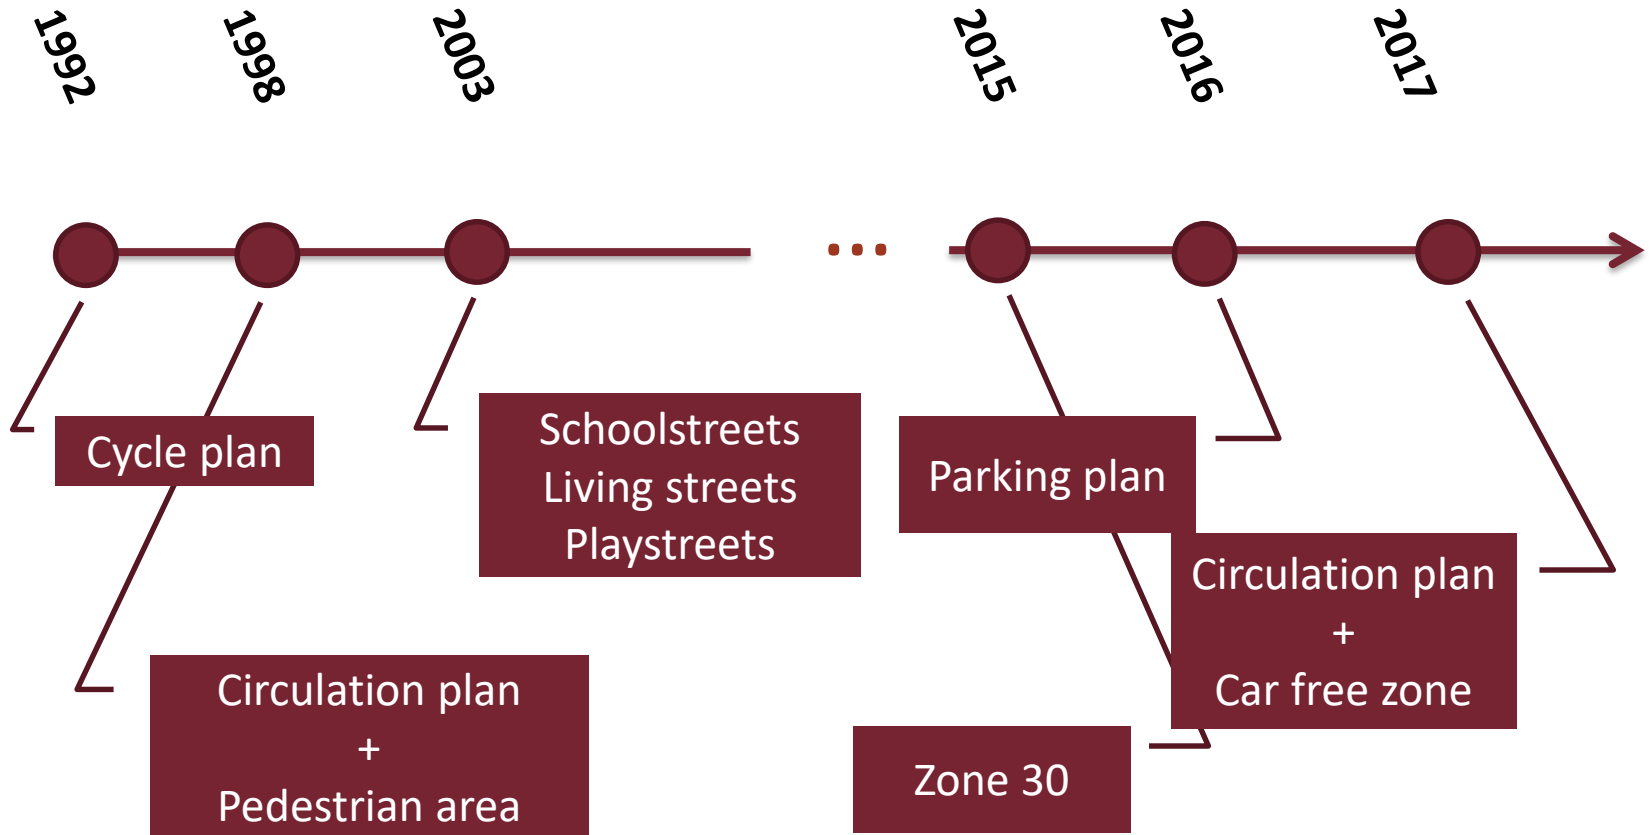 1992
1998
2003
2015
2016
2017
...
Cycle plan
Schoolstreets
Living streets
Playstreets
Parking plan
Circulation plan
+
Car free zone
Circulation plan
+
Pedestrian area
Zone 30